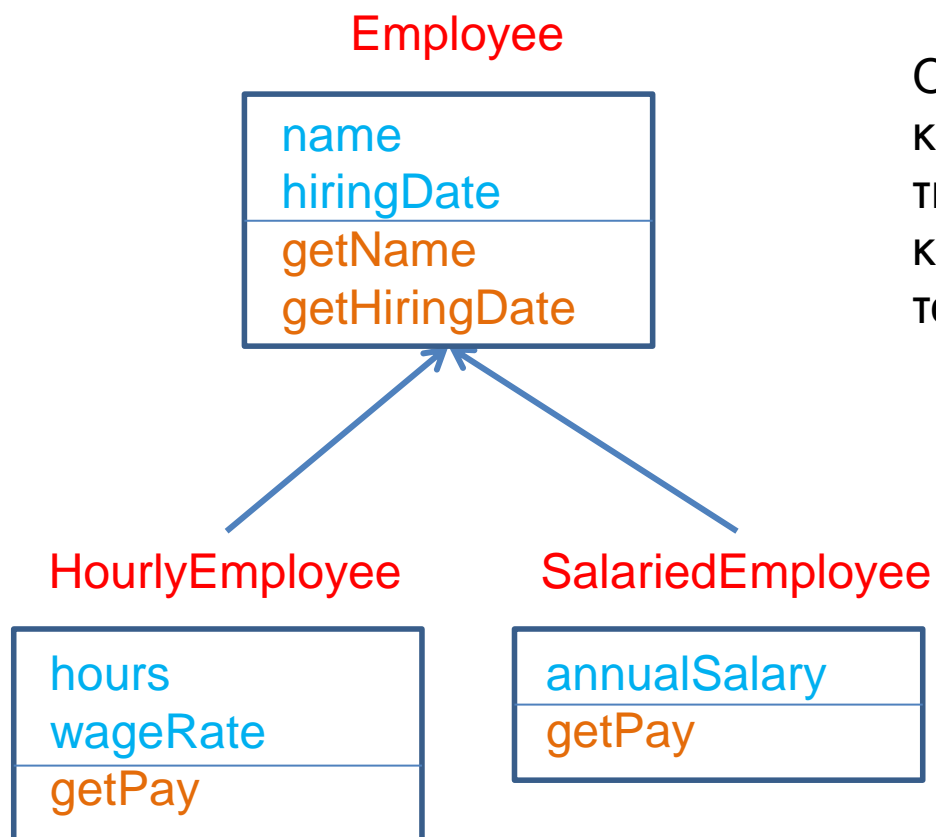 Employee
name
hiringDate
getName
getHiringDate
HourlyEmployee
SalariedEmployee
hours
wageRate
getPay
annualSalary
getPay